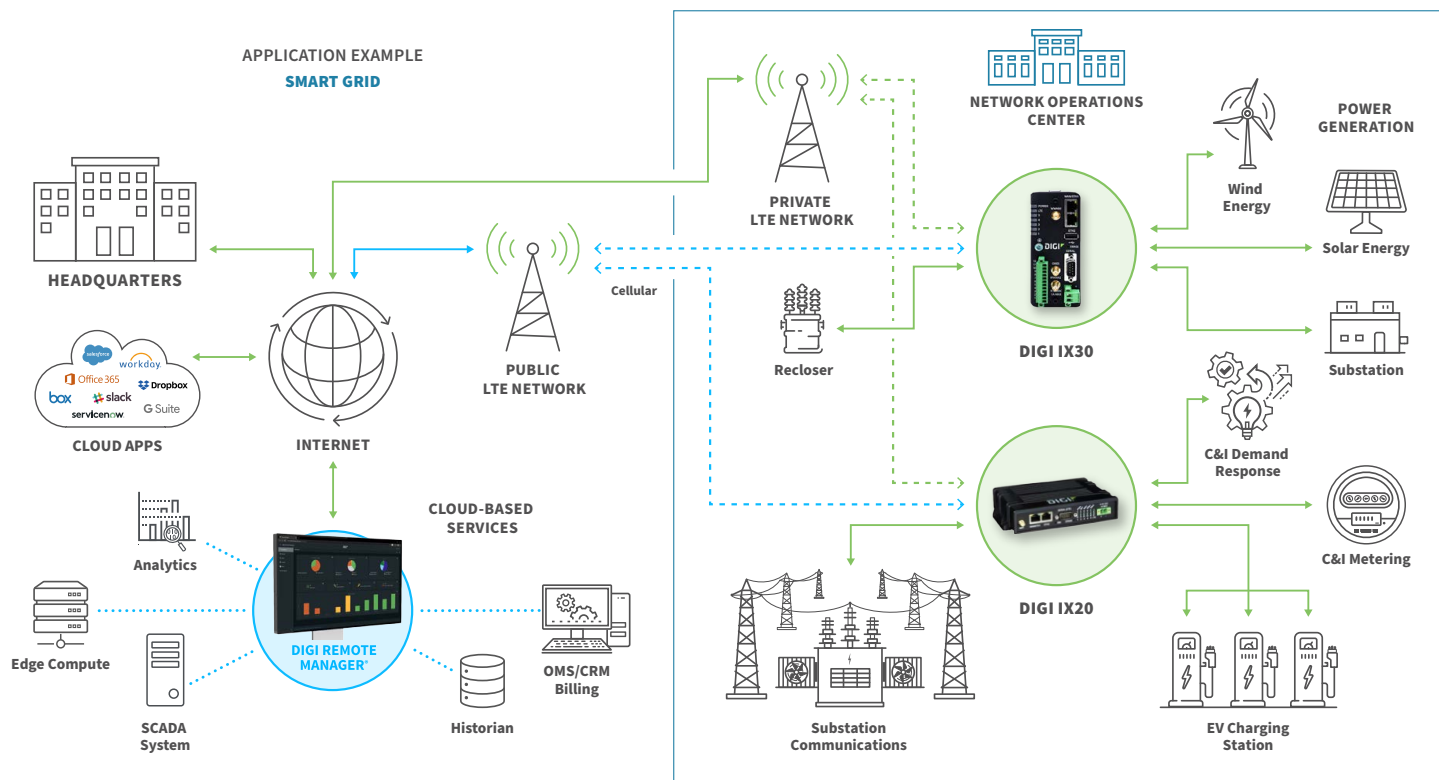 APPLICATION EXAMPLE
SMART GRID
HEADQUARTERS
salesforce
workday.
Office 365
Dropbox
box
slack
servicenow
G Suite
CLOUD APPS
INTERNET
PUBLIC
LTE NETWORK
Cellular
PRIVATE
LTE NETWORK
NETWORK OPERATIONS
CENTER
POWER
GENERATION
Wind
Energy
Solar Energy
Substation
Recloser
DIGI
DIGI IX30
C&I Demand
Response
C&I Metering
DIGI
DIGI IX20
EV Charging
Station
Substation
Communications
CLOUD-BASED
SERVICES
Analytics
Edge Compute
SCADA
System
DIGI REMOTE
MANAGER®
Historian
OMS/CRM
Billing